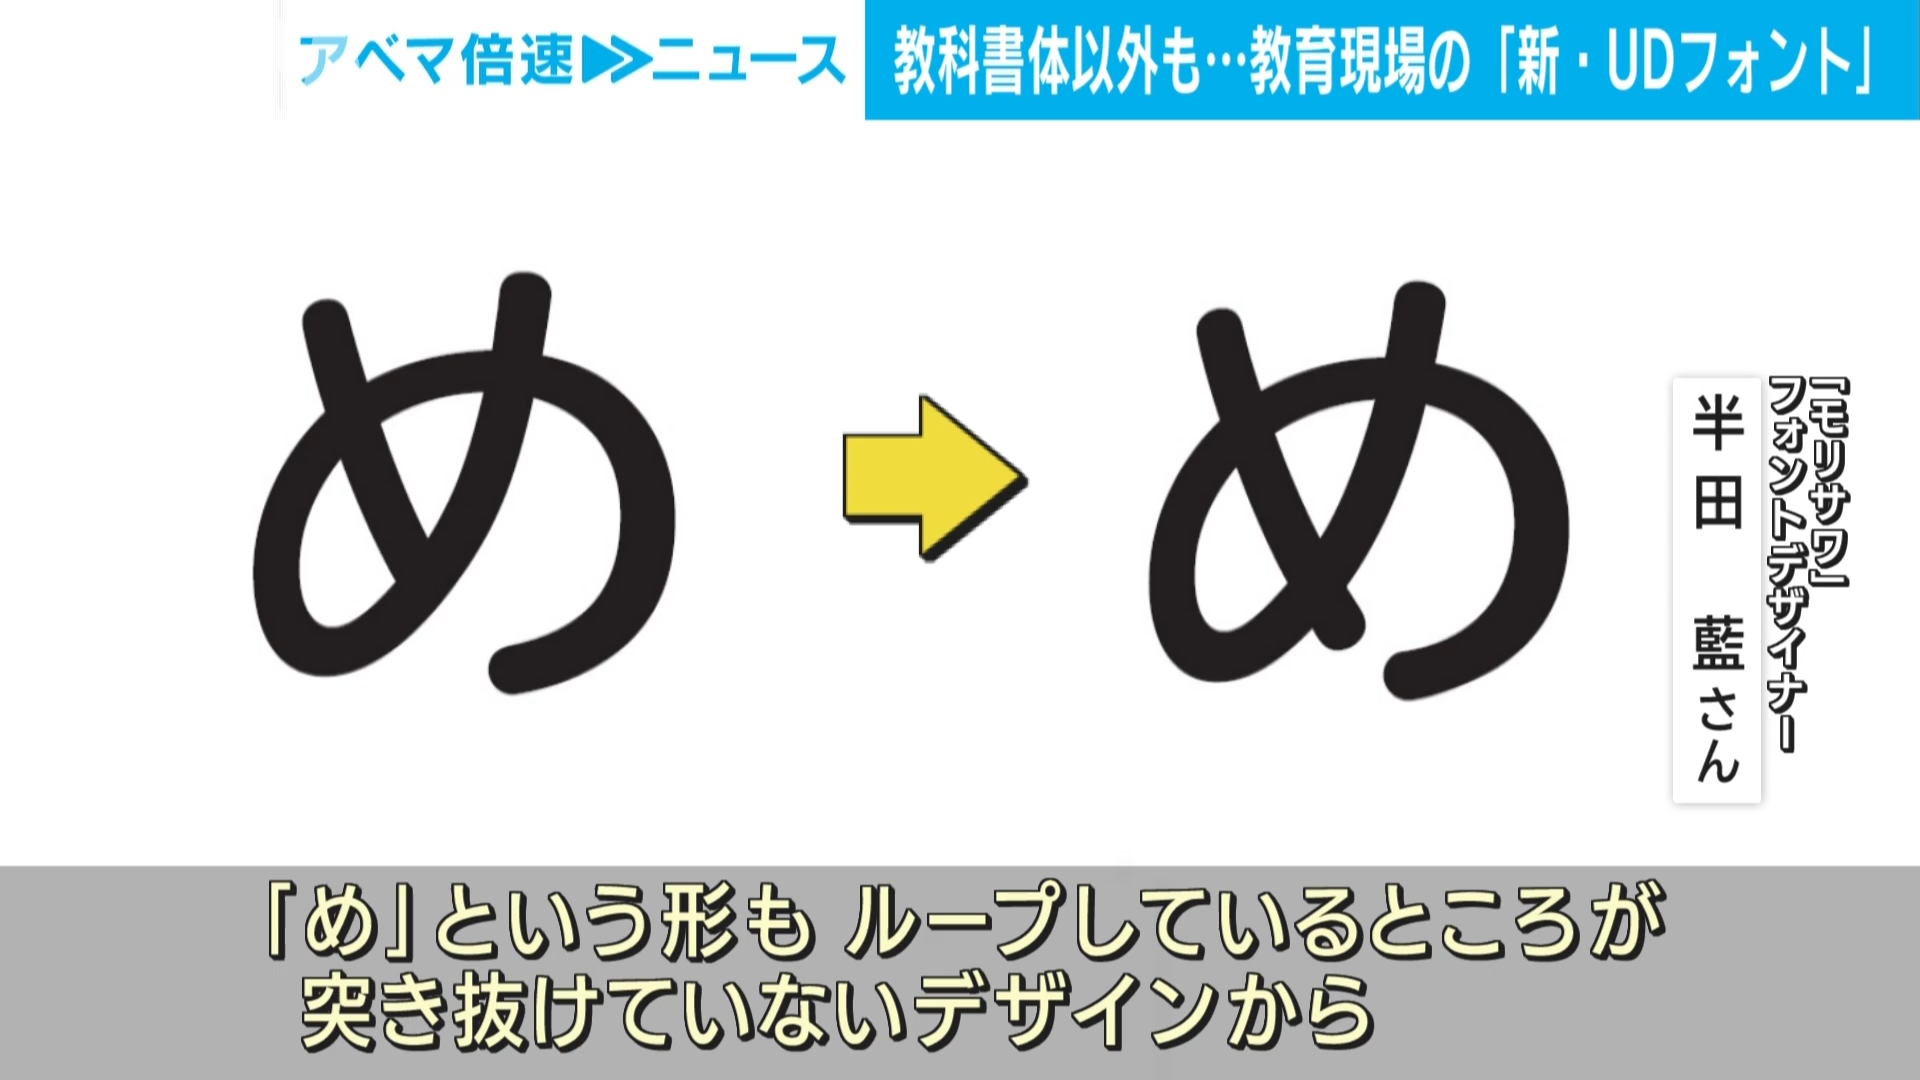 アベマ倍速ニュース
教科書体以外も…教育現場の「新・UDフォント」
め
め
「モリサワ」
フォントデザイナー
半田 藍さん
「め」という形も ループしているところが
突き抜けていないデザインから